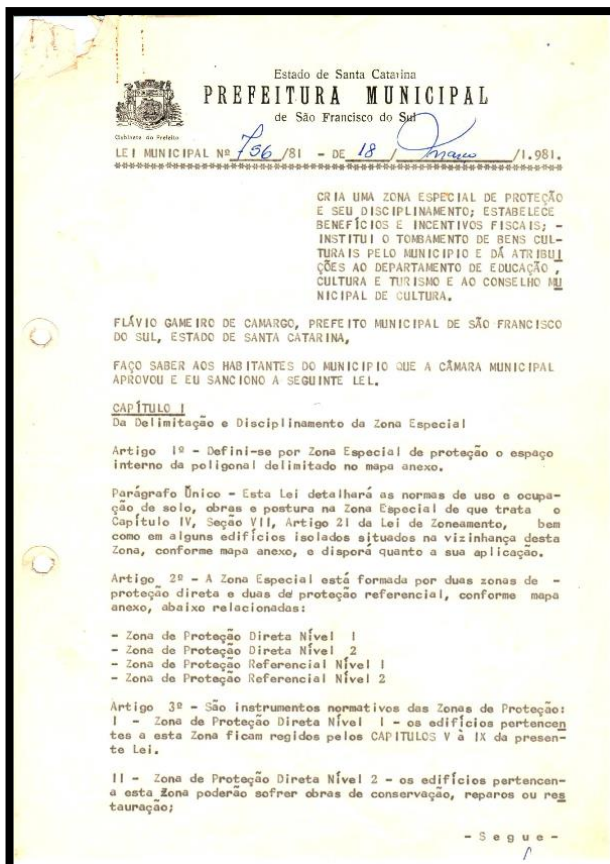 Estado de Santa Catarina
PREFEITURA MUNICIPAL
de São Francisco do Sul
Gabinete do Prefeito
LEI MUNICIPAL Nº 756/81 - DE 18 / março /1.981.
CRIA UMA ZONA ESPECIAL DE PROTEÇÃO
E SEU DISCIPLINAMENTO; ESTABELECE
BENEFÍCIOS E INCENTIVOS FISCAIS; -
INSTITUI O TOMBAMENTO DE BENS CUL-
TURAIS PELO MUNICIPIO E DÁ ATRIBUI
ÇÕES AO DEPARTAMENTO DE EDUCAÇÃO ,
CULTURA E TURISMO E AO CONSELHO MU
NICIPAL DE CULTURA.
FLÁVIO GAMEIRO DE CAMARGO, PREFEITO MUNICIPAL DE SÃO FRANCISCO
DO SUL, ESTADO DE SANTA CATARINA,
FAÇO SABER AOS HABITANTES DO MUNICIPIO QUE A CÂMARA MUNICIPAL
APROVOU E EU SANCIONO A SEGUINTE LEI.
CAPÍTULO I
Da Delimitação e Disciplinamento da Zona Especial
Artigo 1º - Defini-se por Zona Especial de proteção o espaço
interno da poligonal delimitado no mapa anexo.
Parágrafo Único - Esta Lei detalhará as normas de uso e ocupa-
ção de solo, obras e postura na Zona Especial de que trata o
Capítulo IV, Seção VII, Artigo 21 da Lei de Zoneamento, bem
como em alguns edifícios isolados situados na vizinhança desta
Zona, conforme mapa anexo, e disporá quanto a sua aplicação.
Artigo 2º - A Zona Especial está formada por duas zonas de -
proteção direta e duas de proteção referencial, conforme mapa
anexo, abaixo relacionadas:
- Zona de Proteção Direta Nível 1
- Zona de Proteção Direta Nível 2
- Zona de Proteção Referencial Nível 1
- Zona de Proteção Referencial Nível 2
Artigo 3º - São instrumentos normativos das Zonas de Proteção:
I - Zona de Proteção Direta Nível 1 - os edifícios pertencen
tes a esta Zona ficam regidos pelos CAPITULOS V à IX da presen-
te Lei.
II - Zona de Proteção Direta Nível 2 - os edifícios pertencen-
a esta Zona poderão sofrer obras de conservação, reparos ou res
tauração;
- S e g u e -